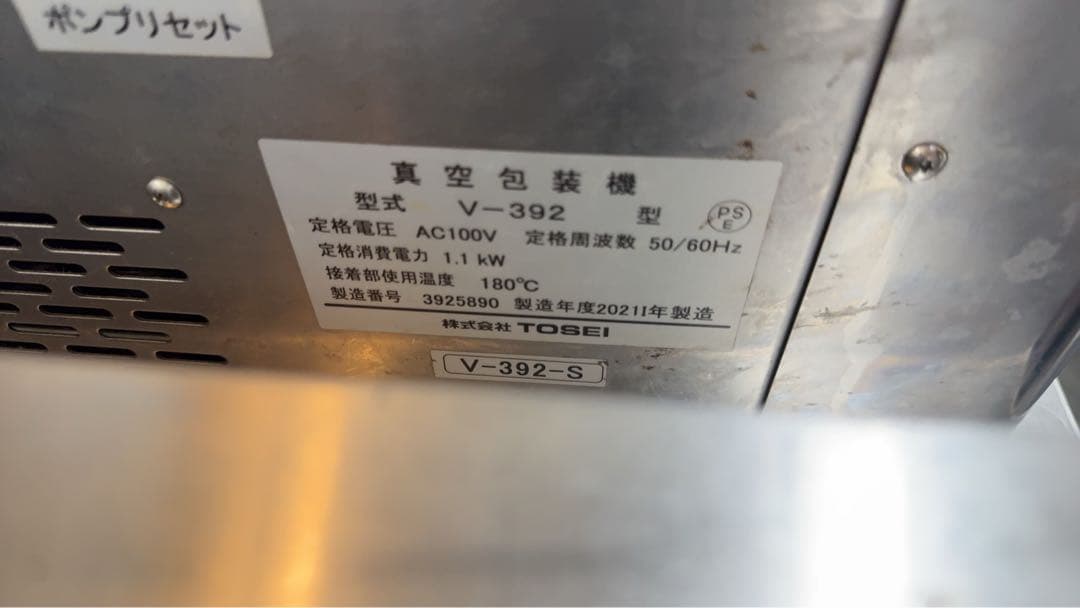 ポンプリセット
真空包装機
型式 V-392 型 PSE
定格電圧 AC100V 定格周波数 50/60Hz
定格消費電力 1.1 kW
接着部使用温度 180℃
製造番号 3925890 製造年度2021年製造
株式会社 TOSEI
V-392-S